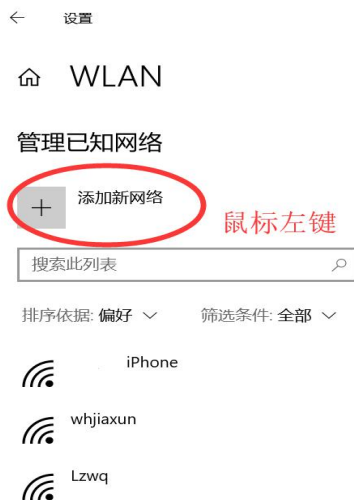 设置
WLAN
管理已知网络
添加新网络
鼠标左键
搜索此列表
排序依据: 偏好 筛选条件: 全部
iPhone
whjiaxun
Lzwq